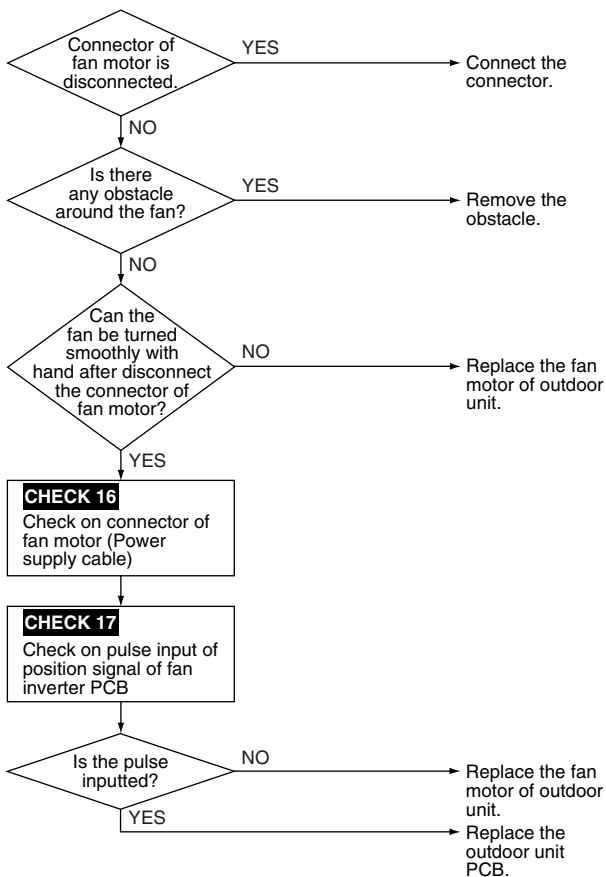 Connector of
fan motor is
disconnected.
YES
Connect the
connector.
NO
Is there
any obstacle
around the fan?
YES
Remove the
obstacle.
NO
Can the
fan be turned
smoothly with
hand after disconnect
the connector of
fan motor?
NO
Replace the fan
motor of outdoor
unit.
YES
CHECK 16
Check on connector of
fan motor (Power
supply cable)
CHECK 17
Check on pulse input of
position signal of fan
inverter PCB
Is the pulse
inputted?
NO
Replace the fan
motor of outdoor
unit.
YES
Replace the
outdoor unit
PCB.